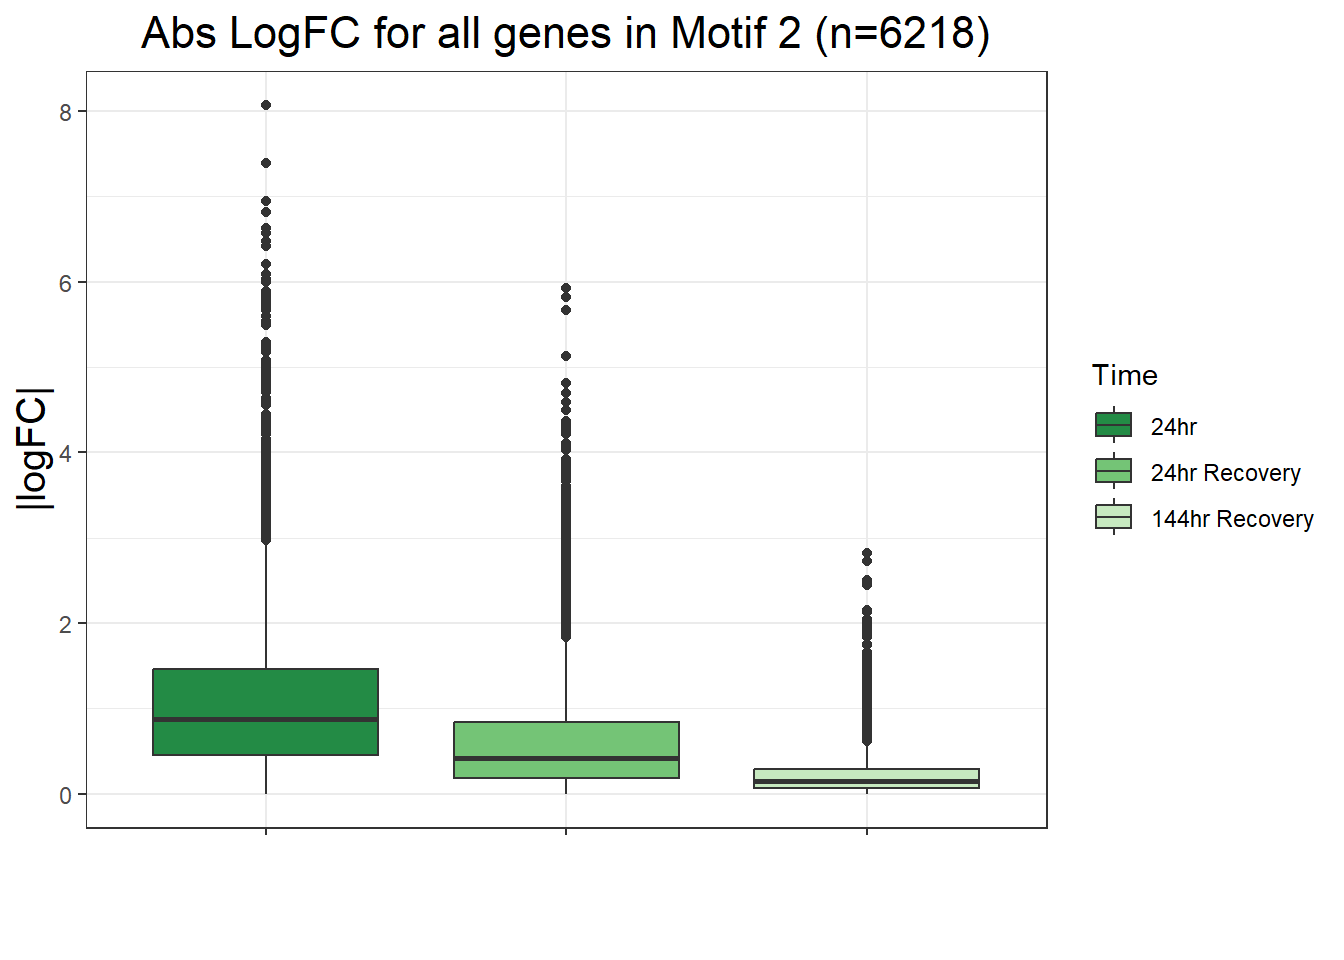 Abs LogFC for all genes in Motif 2 (n=6218)
|logFC|
8
6
4
2
0
Time
24hr
24hr Recovery
144hr Recovery